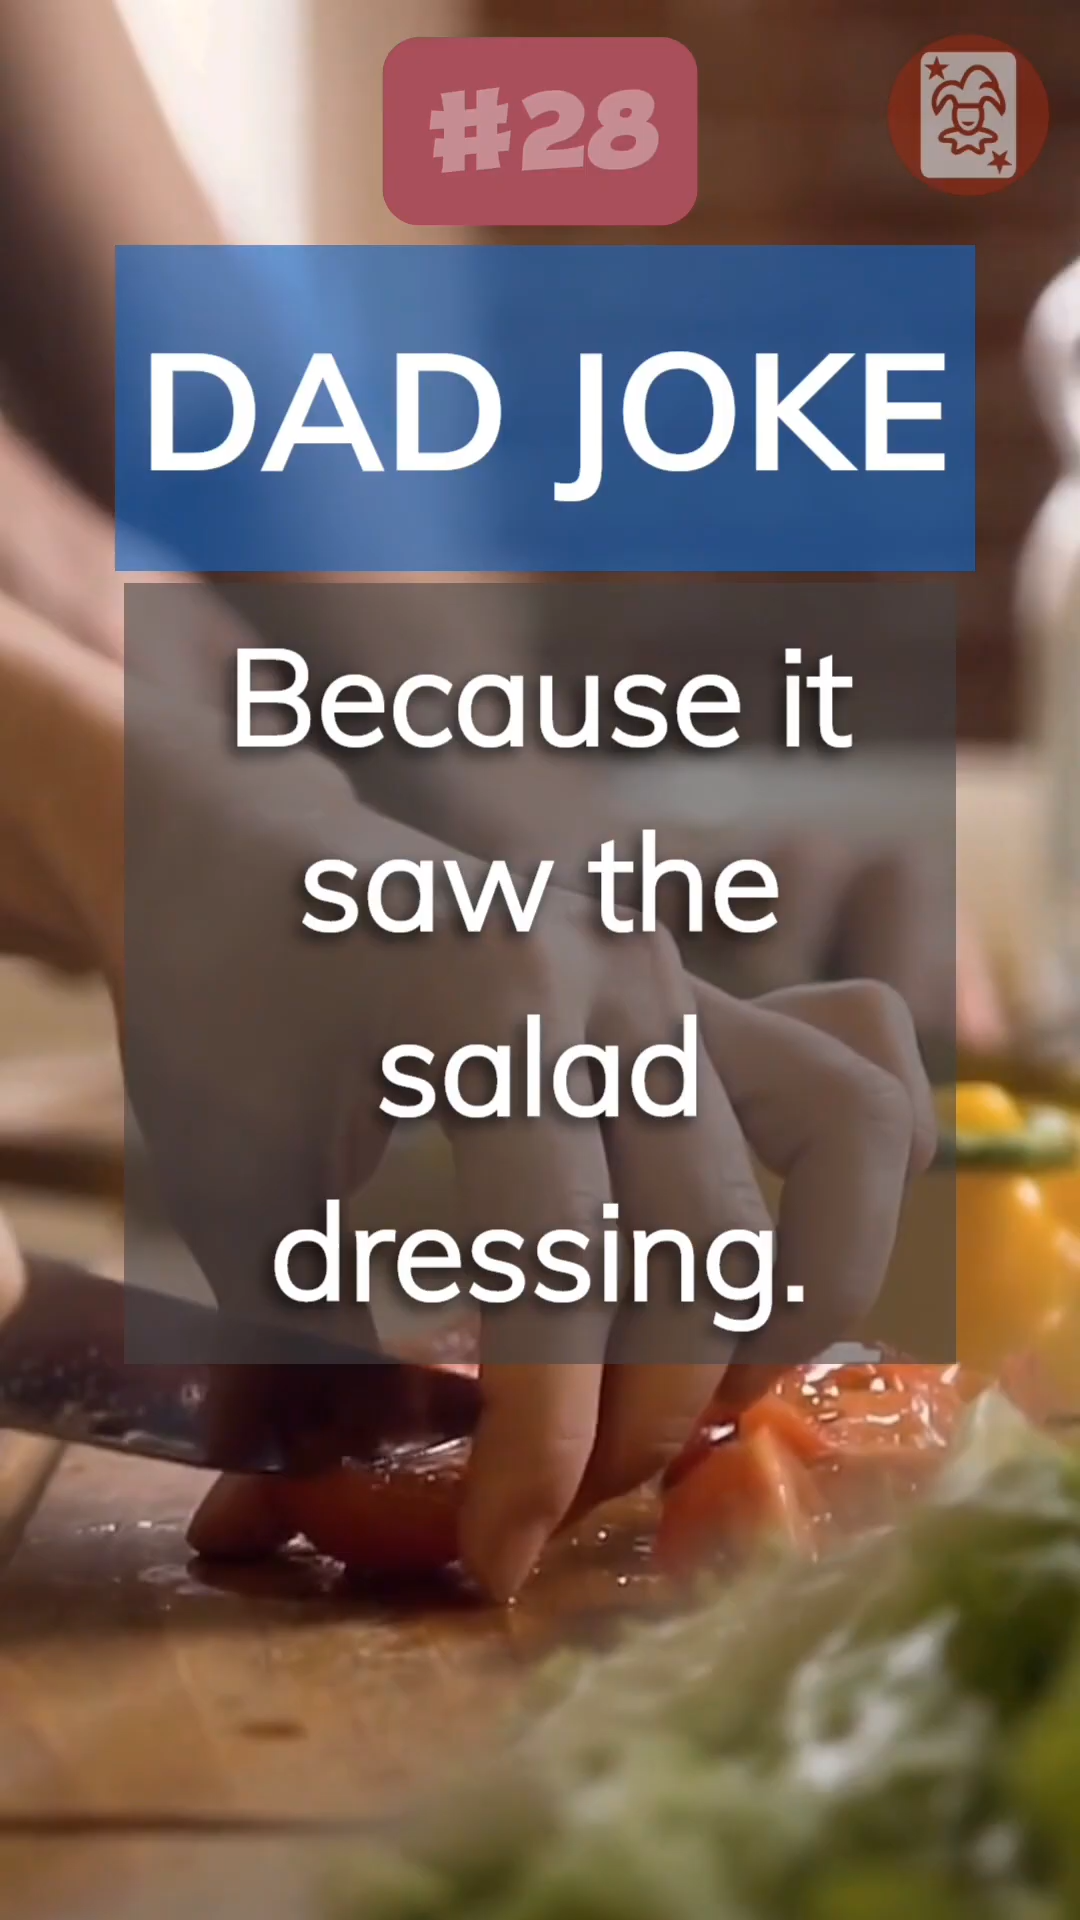 #28
DAD JOKE
Because it
saw the
salad
dressing.